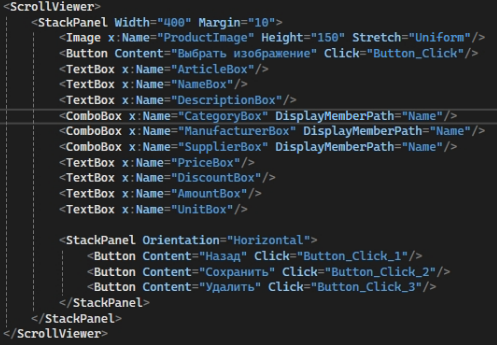 <ScrollViewer>
<StackPanel Width="400" Margin="10">
<Image x:Name="ProductImage" Height="150" Stretch="Uniform"/>
<Button Content="Выбрать изображение" Click="Button_Click"/>
<TextBox x:Name="ArticleBox"/>
<TextBox x:Name="NameBox"/>
<TextBox x:Name="DescriptionBox"/>
<ComboBox x:Name="CategoryBox" DisplayMemberPath="Name"/>
<ComboBox x:Name="ManufacturerBox" DisplayMemberPath="Name"/>
<ComboBox x:Name="SupplierBox" DisplayMemberPath="Name"/>
<TextBox x:Name="PriceBox"/>
<TextBox x:Name="DiscountBox"/>
<TextBox x:Name="AmountBox"/>
<TextBox x:Name="UnitBox"/>
<StackPanel Orientation="Horizontal">
<Button Content="Назад" Click="Button_Click_1"/>
<Button Content="Сохранить" Click="Button_Click_2"/>
<Button Content="Удалить" Click="Button_Click_3"/>
</StackPanel>
</StackPanel>
</ScrollViewer>